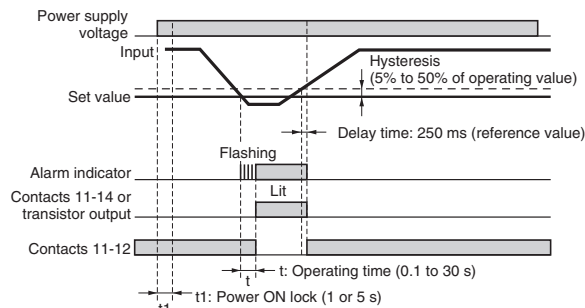 Power supply
voltage
Input
Hysteresis
(5% to 50% of operating value)
Set value
Delay time: 250 ms (reference value)
Flashing
Alarm indicator
Lit
Contacts 11-14 or
transistor output
Contacts 11-12
t
t: Operating time (0.1 to 30 s)
t1: Power ON lock (1 or 5 s)
t1